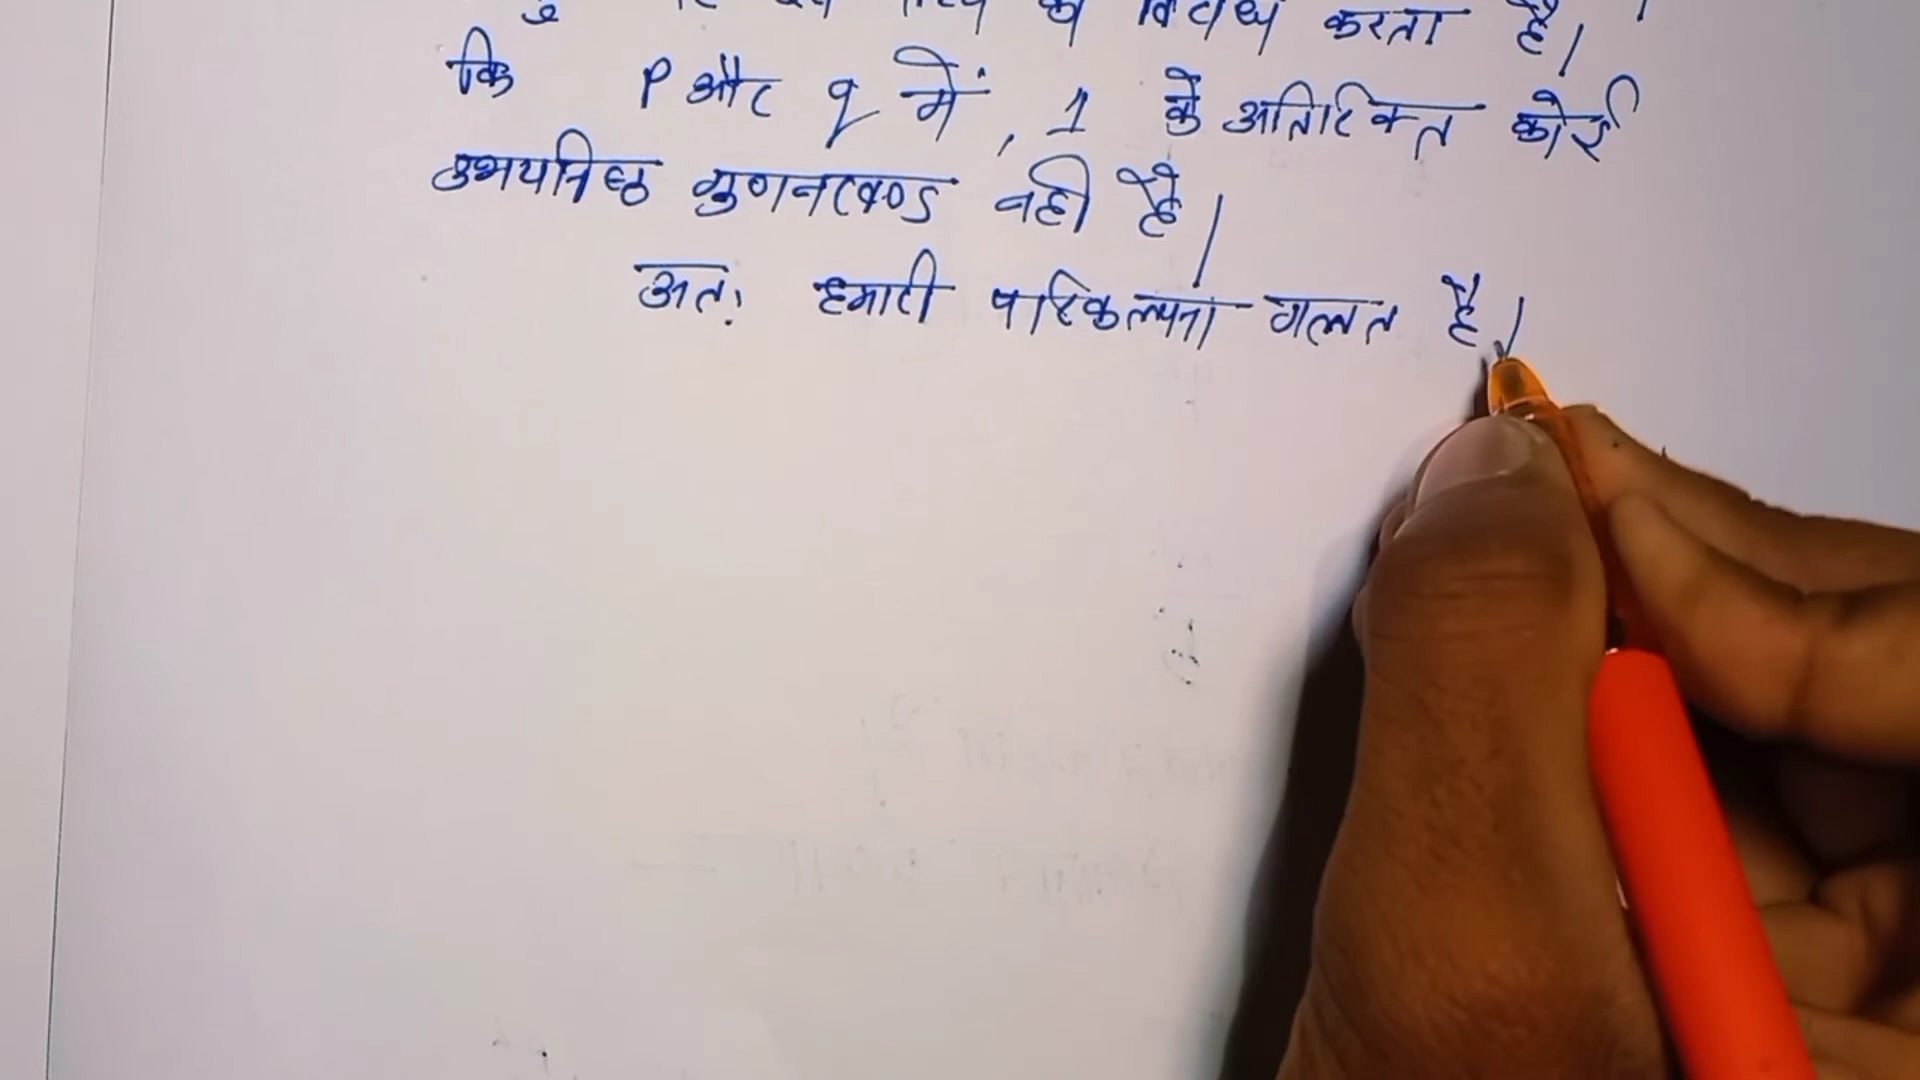 करता है।
कि P और q में, 1 के अतिरिक्त कोई
उभयनिष्ठ गुणनखण्ड नही है।
अतः हमारी परिकल्पना गलत है।